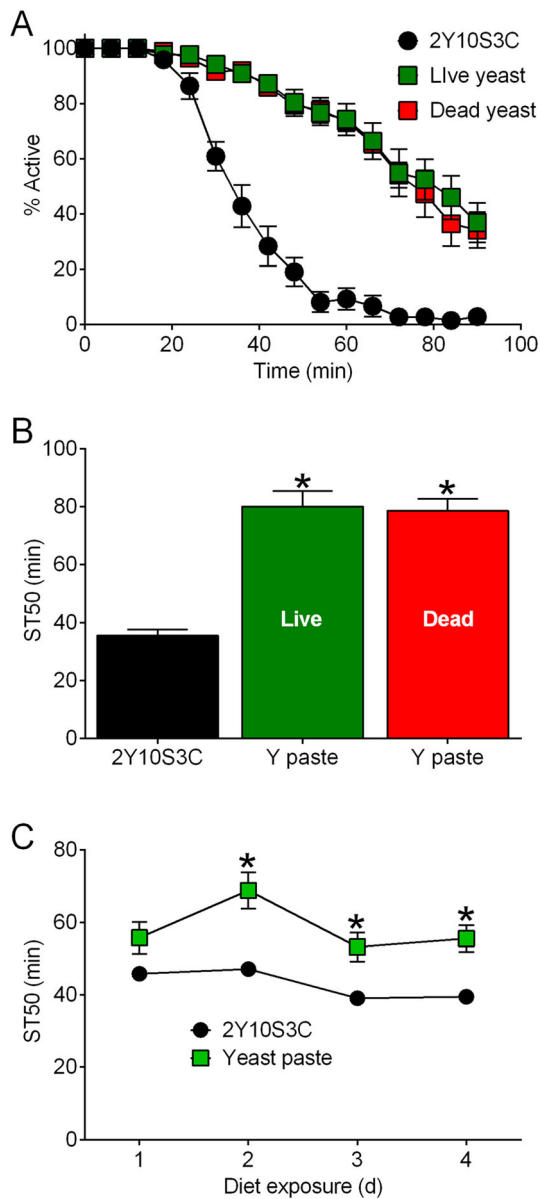 A
2Y10S3C
LIve yeast
Dead yeast
% Active
100
80
60
40
20
0
0 20 40 60 80 100
Time (min)
B
ST50 (min)
100
80
60
40
20
0
* *
Live Dead
2Y10S3C Y paste Y paste
C
ST50 (min)
80
60
40
20
0
* * *
2Y10S3C
Yeast paste
1 2 3 4
Diet exposure (d)